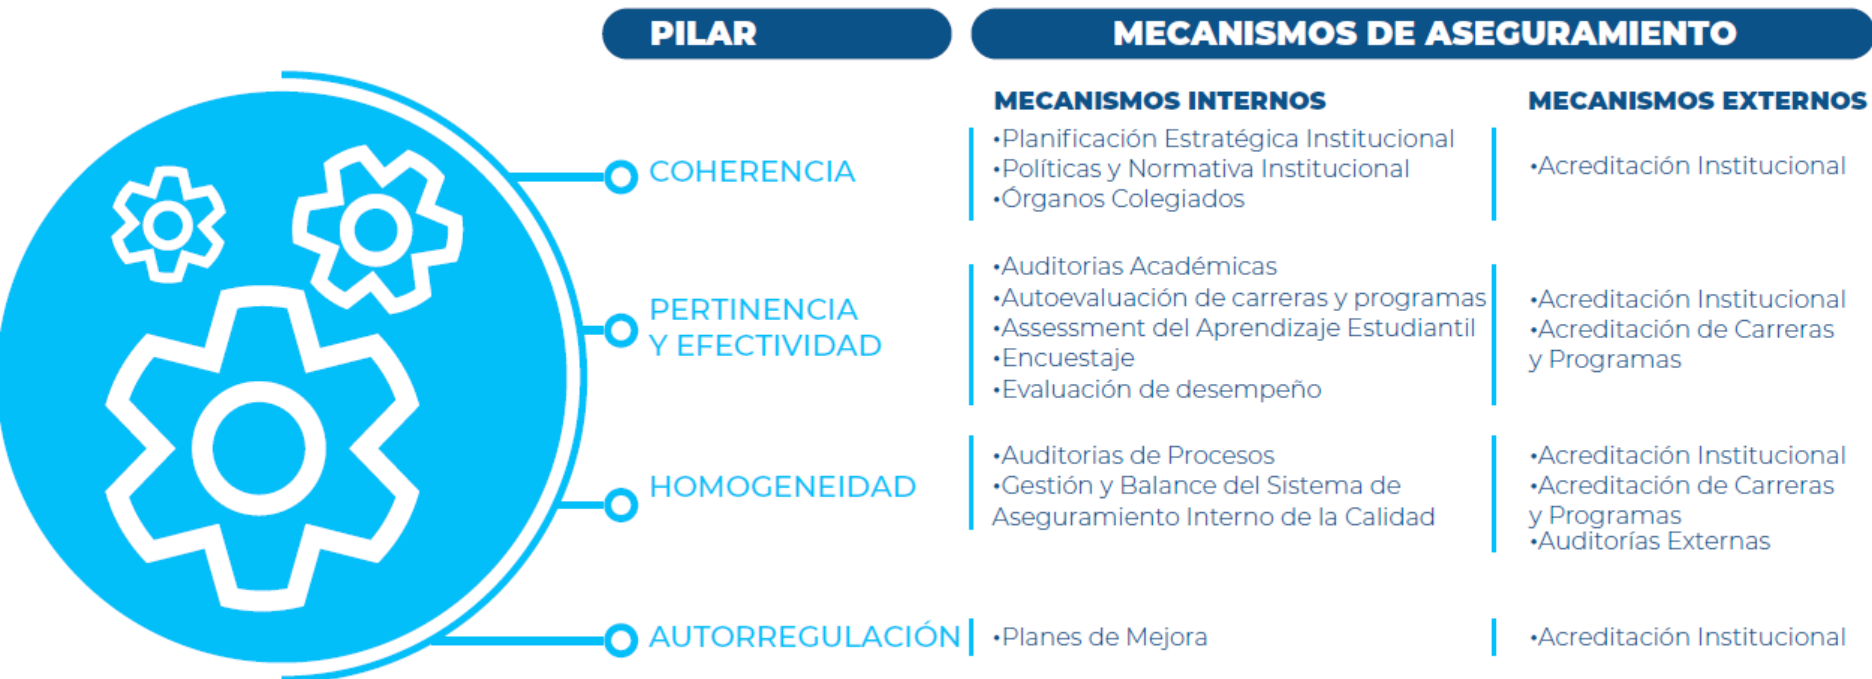 PILAR
MECANISMOS DE ASEGURAMIENTO
MECANISMOS INTERNOS
MECANISMOS EXTERNOS
COHERENCIA
•Planificación Estratégica Institucional
•Políticas y Normativa Institucional
•Órganos Colegiados
•Acreditación Institucional
PERTINENCIA
Y EFECTIVIDAD
•Auditorias Académicas
•Autoevaluación de carreras y programas
•Assessment del Aprendizaje Estudiantil
•Encuestaje
•Evaluación de desempeño
•Acreditación Institucional
•Acreditación de Carreras
y Programas
HOMOGENEIDAD
•Auditorias de Procesos
•Gestión y Balance del Sistema de
Aseguramiento Interno de la Calidad
•Acreditación Institucional
•Acreditación de Carreras
y Programas
•Auditorías Externas
AUTORREGULACIÓN
•Planes de Mejora
•Acreditación Institucional